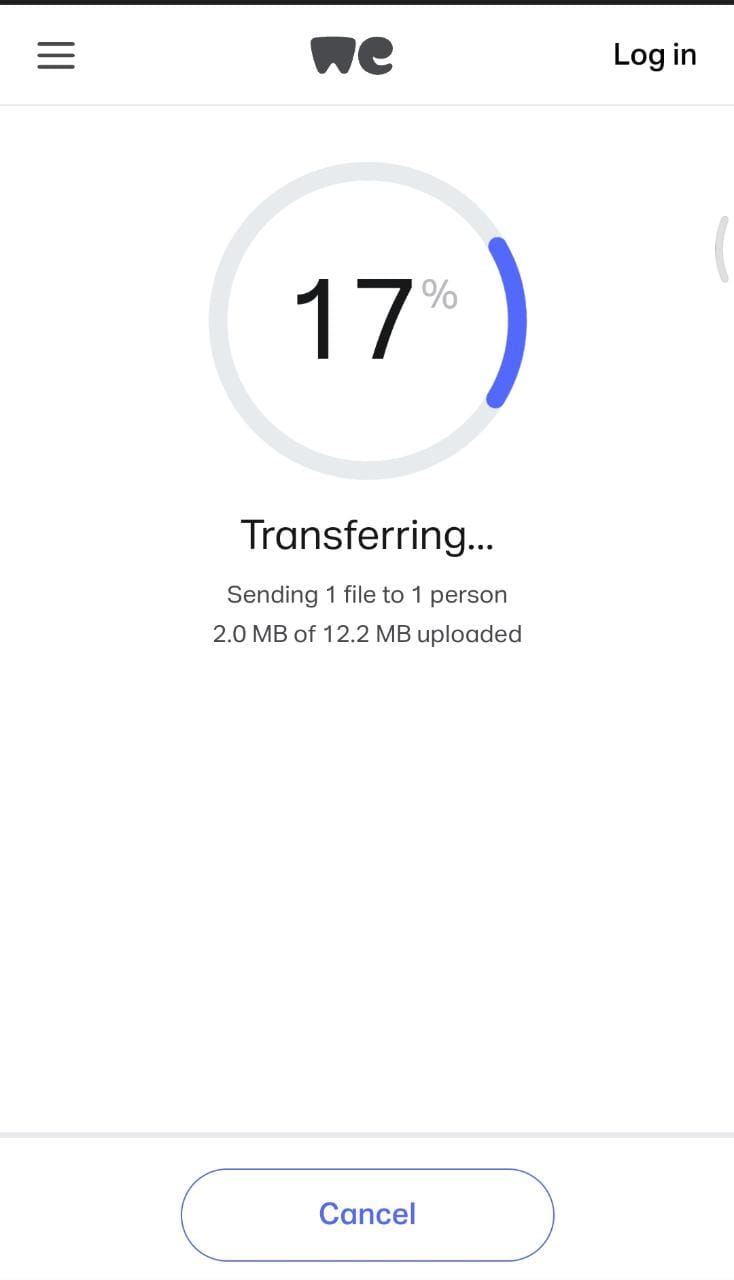 we
Log in
17%
Transferring...
Sending 1 file to 1 person
2.0 MB of 12.2 MB uploaded
Cancel